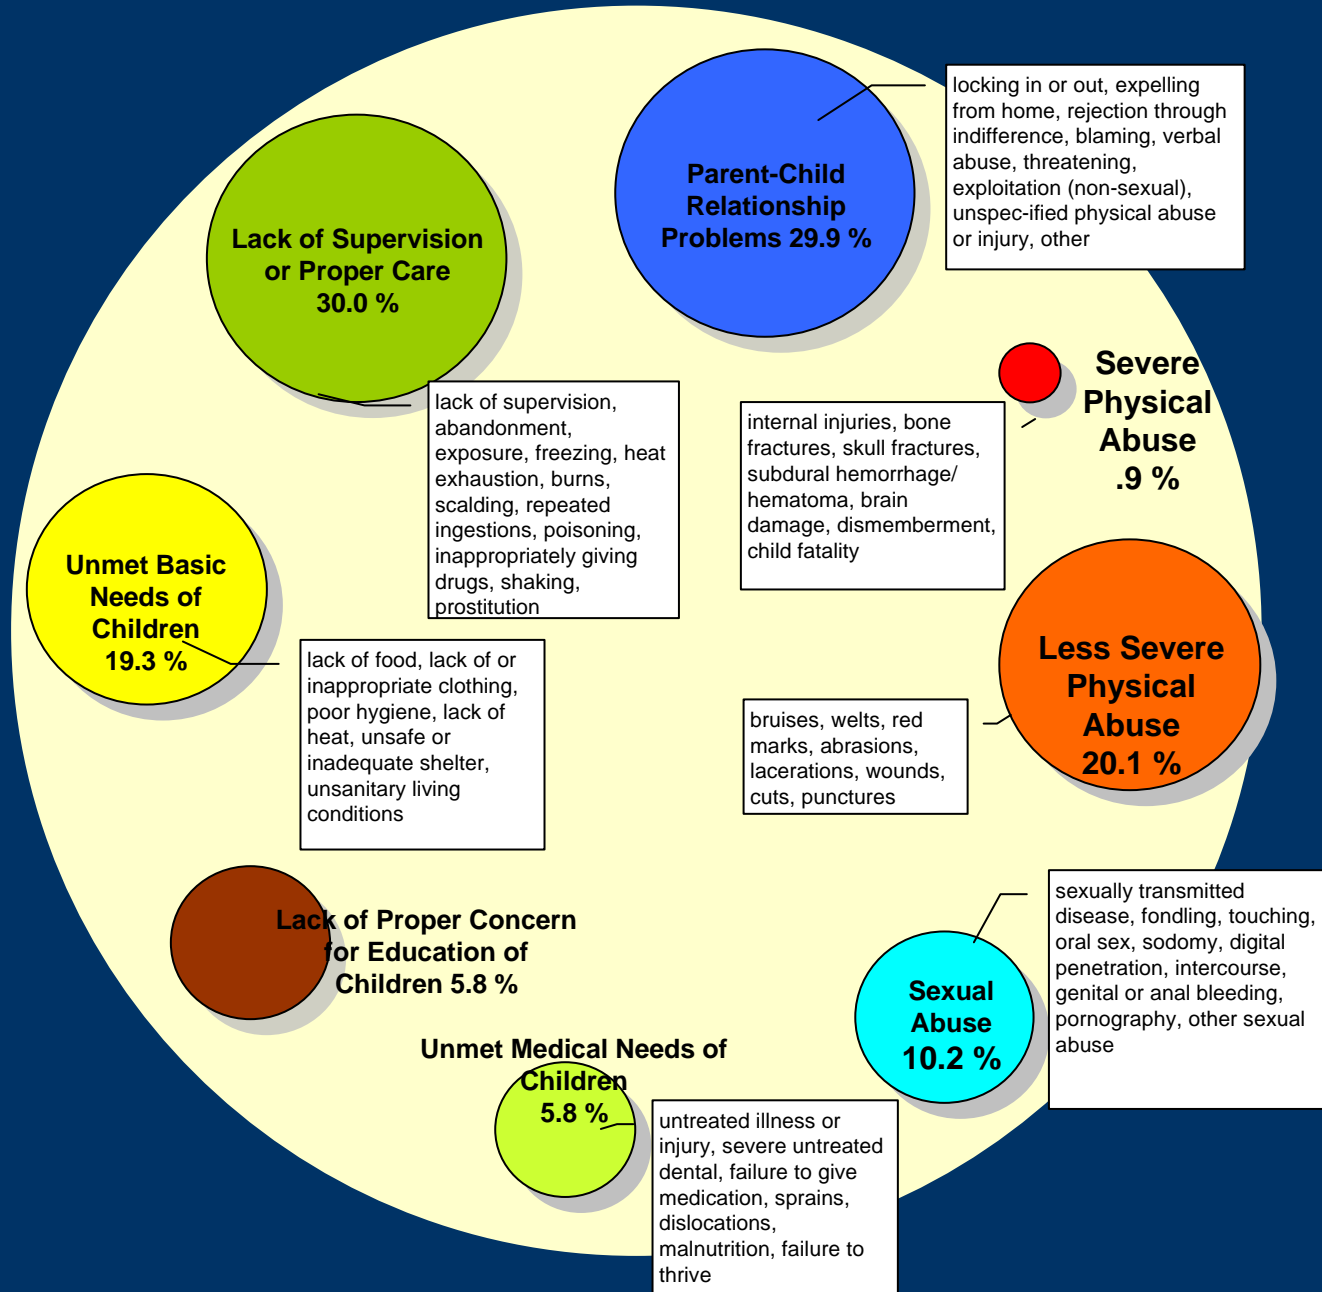 Parent-Child
Relationship
Problems 29.9 %
locking in or out, expelling
from home, rejection through
indifference, blaming, verbal
abuse, threatening,
exploitation (non-sexual),
unspec-ified physical abuse
or injury, other
Lack of Supervision
or Proper Care
30.0 %
lack of supervision,
abandonment,
exposure, freezing, heat
exhaustion, burns,
scalding, repeated
ingestions, poisoning,
inappropriately giving
drugs, shaking,
prostitution
Severe
Physical
Abuse
.9 %
internal injuries, bone
fractures, skull fractures,
subdural hemorrhage/
hematoma, brain
damage, dismemberment,
child fatality
Unmet Basic
Needs of
Children
19.3 %
lack of food, lack of or
inappropriate clothing,
poor hygiene, lack of
heat, unsafe or
inadequate shelter,
unsanitary living
conditions
Less Severe
Physical
Abuse
20.1 %
bruises, welts, red
marks, abrasions,
lacerations, wounds,
cuts, punctures
Lack of Proper Concern
for Education of
Children 5.8 %
Sexual
Abuse
10.2 %
sexually transmitted
disease, fondling, touching,
oral sex, sodomy, digital
penetration, intercourse,
genital or anal bleeding,
pornography, other sexual
abuse
Unmet Medical Needs of
Children
5.8 %
untreated illness or
injury, severe untreated
dental, failure to give
medication, sprains,
dislocations,
malnutrition, failure to
thrive